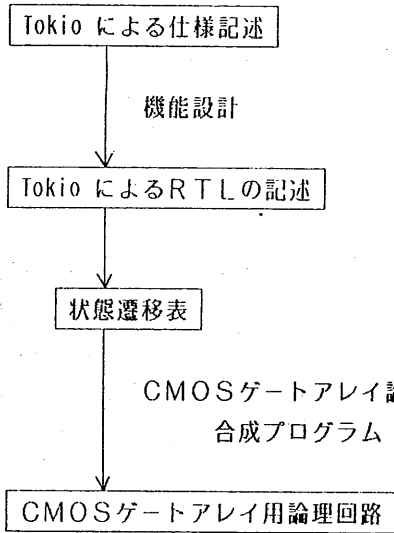 Tokio による仕様記述
機能設計
Tokio によるＲＴＬの記述
状態遷移表
ＣＭＯＳゲートアレイ論
合成プログラム
ＣＭＯＳゲートアレイ用論理回路